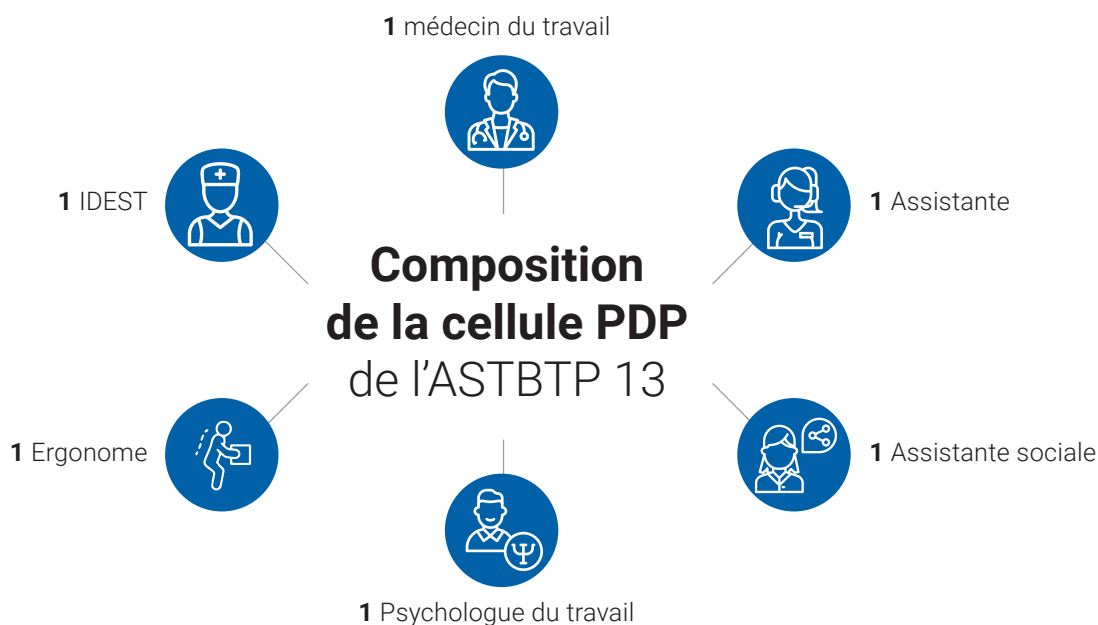 1 médecin du travail
1 IDEST
1 Assistante
Composition
de la cellule PDP
de l'ASTBTP 13
1 Ergonome
1 Assistante sociale
Ψ
1 Psychologue du travail